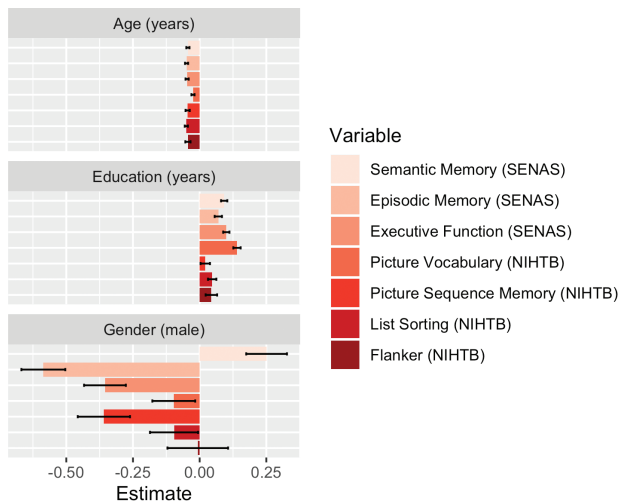 Age (years)
Education (years)
Gender (male)
-0.50
-0.25
0.00
0.25
Estimate
Variable
Semantic Memory (SENAS)
Episodic Memory (SENAS)
Executive Function (SENAS)
Picture Vocabulary (NIHTB)
Picture Sequence Memory (NIHTB)
List Sorting (NIHTB)
Flanker (NIHTB)